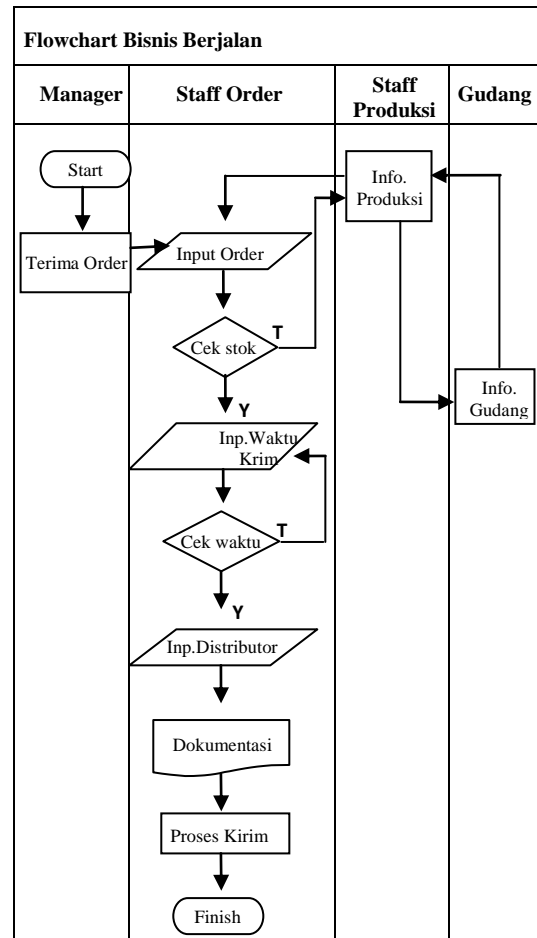 Flowchart Bisnis Berjalan
Manager
Staff Order
Staff
Produksi
Gudang
Start
Info.
Produksi
Terima Order
Input Order
T
Cek stok
Info.
Gudang
Y
Inp.Waktu
Krim
T
Cek waktu
Y
Inp.Distributor
Dokumentasi
Proses Kirim
Finish